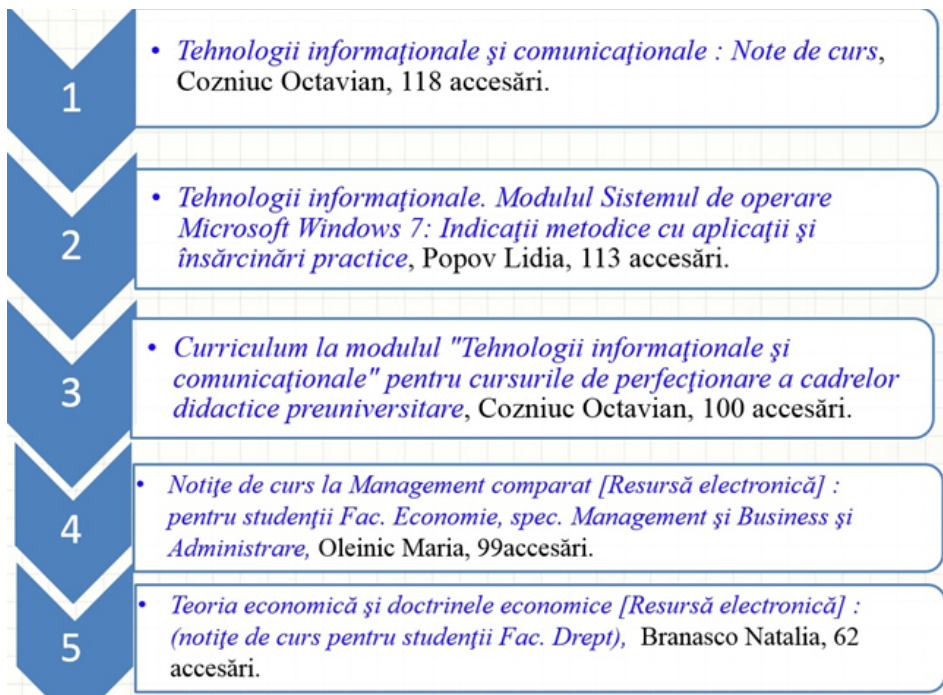 1
• Tehnologii informaţionale şi comunicaţionale : Note de curs,
Cozniuc Octavian, 118 accesări.
2
• Tehnologii informaţionale. Modulul Sistemul de operare
Microsoft Windows 7: Indicaţii metodice cu aplicaţii şi
însărcinări practice, Popov Lidia, 113 accesări.
3
• Curriculum la modulul "Tehnologii informaţionale şi
comunicaţionale" pentru cursurile de perfecţionare a cadrelor
didactice preuniversitare, Cozniuc Octavian, 100 accesări.
4
• Notiţe de curs la Management comparat [Resursă electronică] :
pentru studenţii Fac. Economie, spec. Management şi Business şi
Administrare, Oleinic Maria, 99accesări.
5
• Teoria economică şi doctrinele economice [Resursă electronică] :
(notiţe de curs pentru studenţii Fac. Drept), Branasco Natalia, 62
accesări.